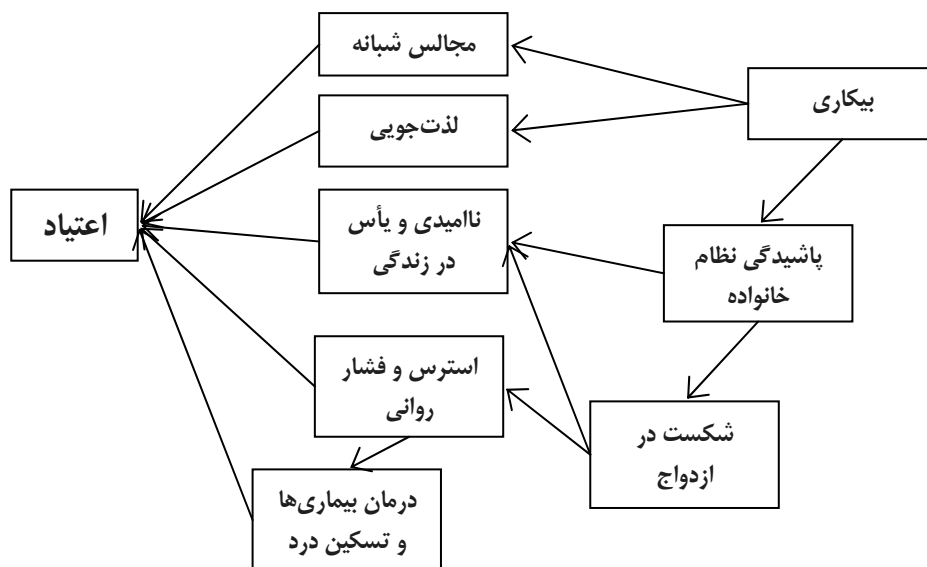 مجالس شبانه
بیکاری
لذت‌جویی
اعتیاد
ناامیدی و یأس
در زندگی
پاشیدگی نظام
خانواده
استرس و فشار
روانی
شکست در
ازدواج
درمان بیماری‌ها
و تسکین درد